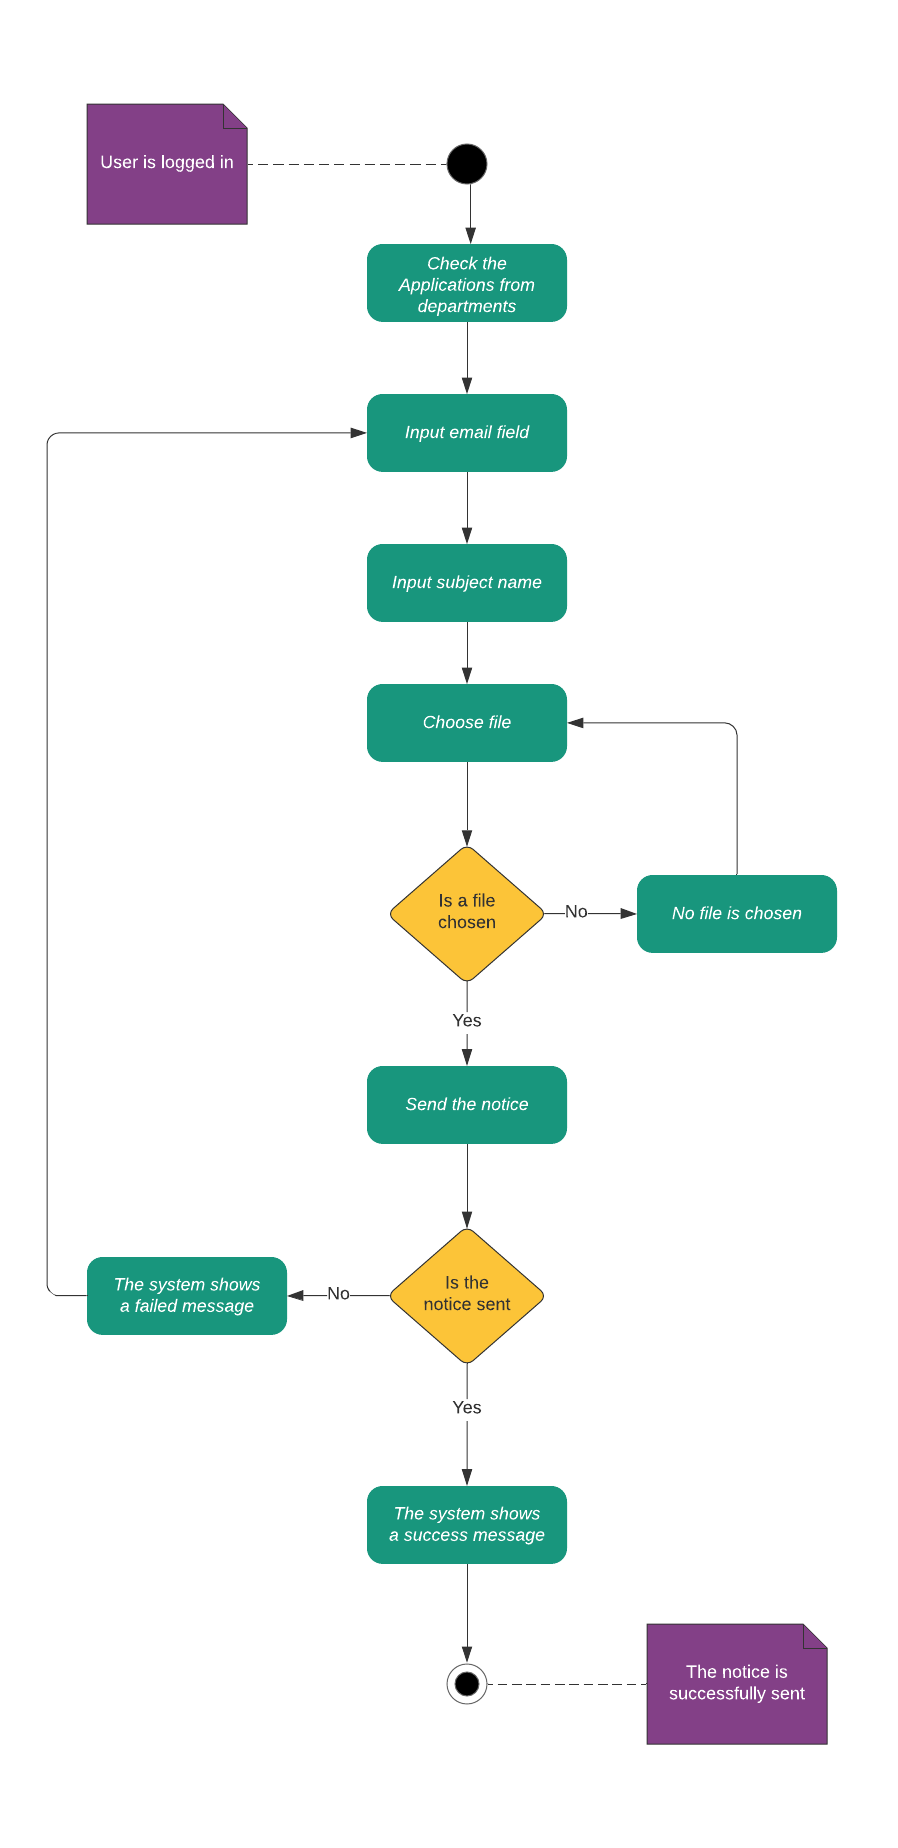 User is logged in
Check the
Applications from
departments
Input email field
Input subject name
Choose file
Is a file
chosen
No
No file is chosen
Yes
Send the notice
Is the
notice sent
No
The system shows
a failed message
Yes
The system shows
a success message
The notice is
successfully sent